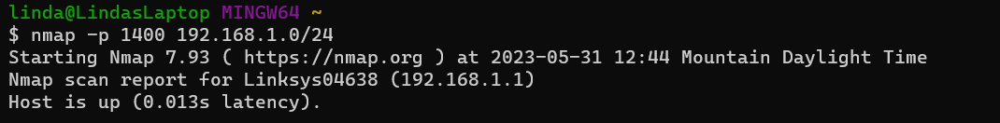 linda@LindasLaptop MINGW64 ~
$ nmap -p 1400 192.168.1.0/24
Starting Nmap 7.93 ( https://nmap.org ) at 2023-05-31 12:44 Mountain Daylight Time
Nmap scan report for Linksys04638 (192.168.1.1)
Host is up (0.013s latency).